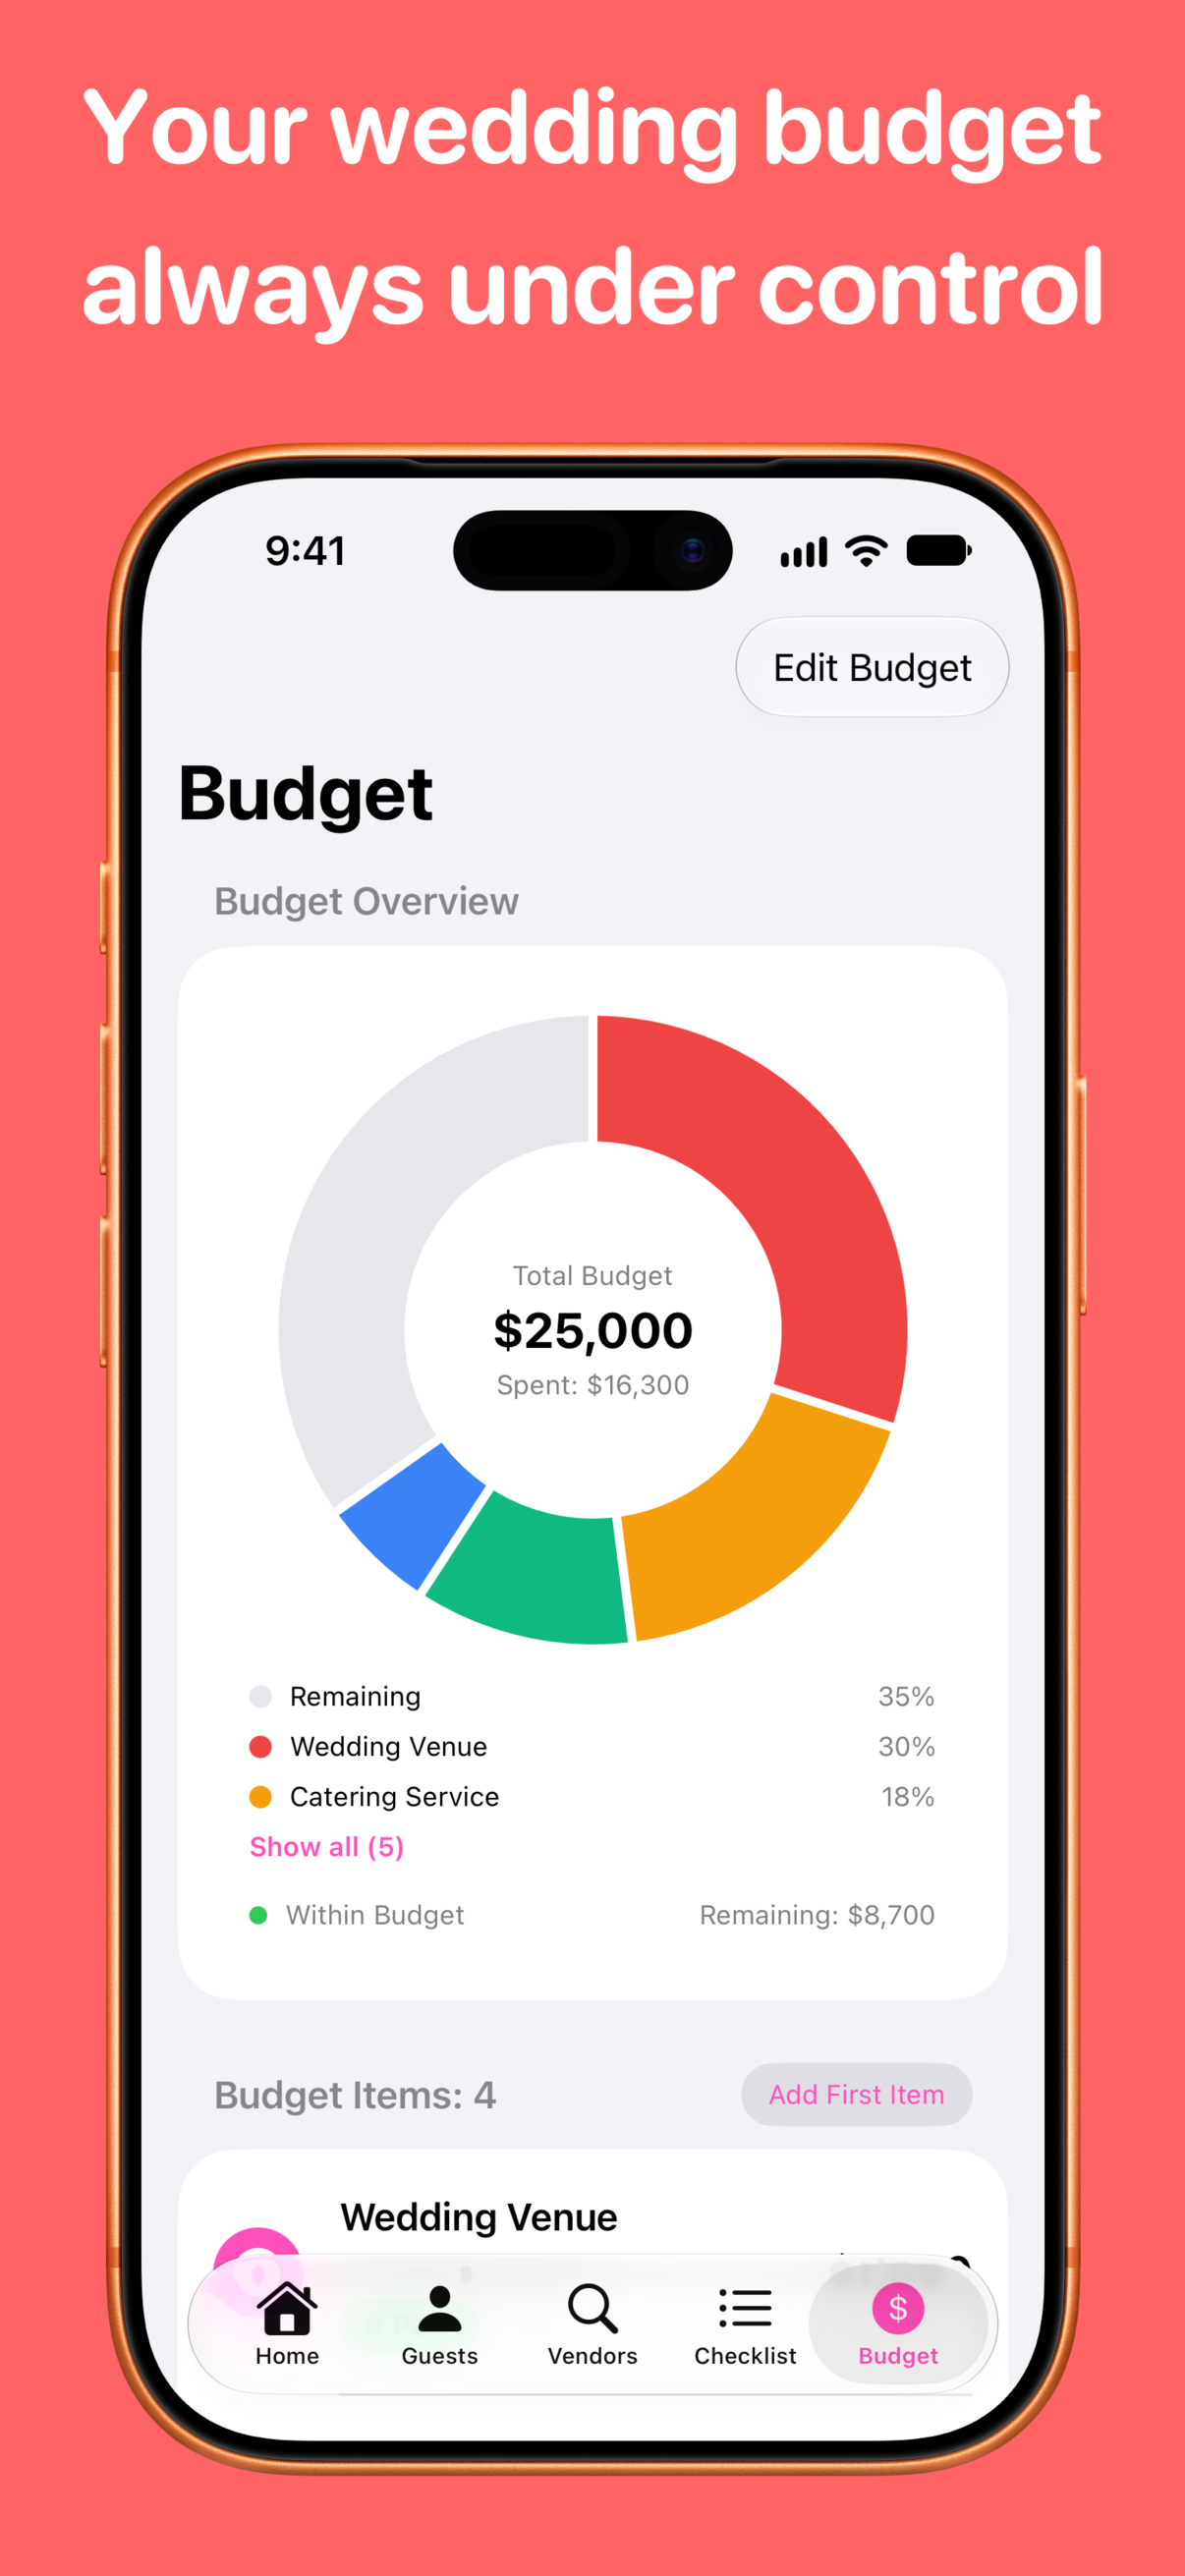 Your wedding budget
always under control
9:41
Edit Budget
Budget
Budget Overview
Total Budget
$25,000
Spent: $16,300
Remaining 35%
Wedding Venue 30%
Catering Service 18%
Show all (5)
Within Budget Remaining: $8,700
Budget Items: 4 Add First Item
Wedding Venue
$
Home Guests Vendors Checklist Budget